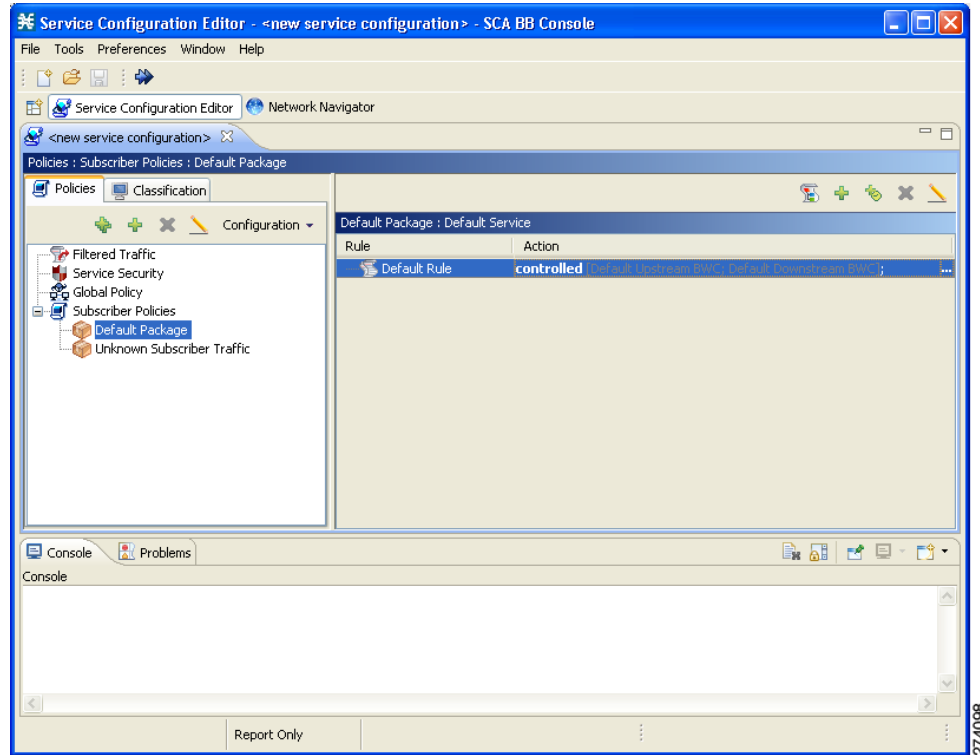 Service Configuration Editor - <new service configuration> - SCA BB Console
File Tools Preferences Window Help
Service Configuration Editor Network Navigator
<new service configuration>
Policies : Subscriber Policies : Default Package
Policies Classification
Configuration
Default Package : Default Service
Rule Action
Filtered Traffic
Service Security
Global Policy
Subscriber Policies
Default Package
Unknown Subscriber Traffic
Default Rule controlled [Default Upstream BWC; Default Downstream BWC]; ...
Console Problems
Console
Report Only